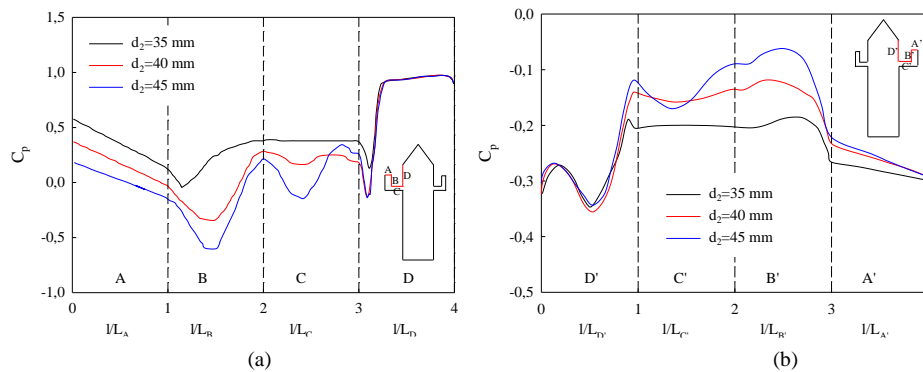 (a)
1,5
1,0
0,5
0,0
-0,5
-1,0
C_p
d₂=35 mm
d₂=40 mm
d₂=45 mm
A
B
C
D
A B C D
0 1 2 3 4
l/L_A l/L_B l/L_C l/L_D
(a)
0,0
-0,1
-0,2
-0,3
-0,4
-0,5
C_p
D' B' A'
C'
d₂=35 mm
d₂=40 mm
d₂=45 mm
D' C' B' A'
0 1 2 3
l/L_D' l/L_C' l/L_B' l/L_A'
(b)